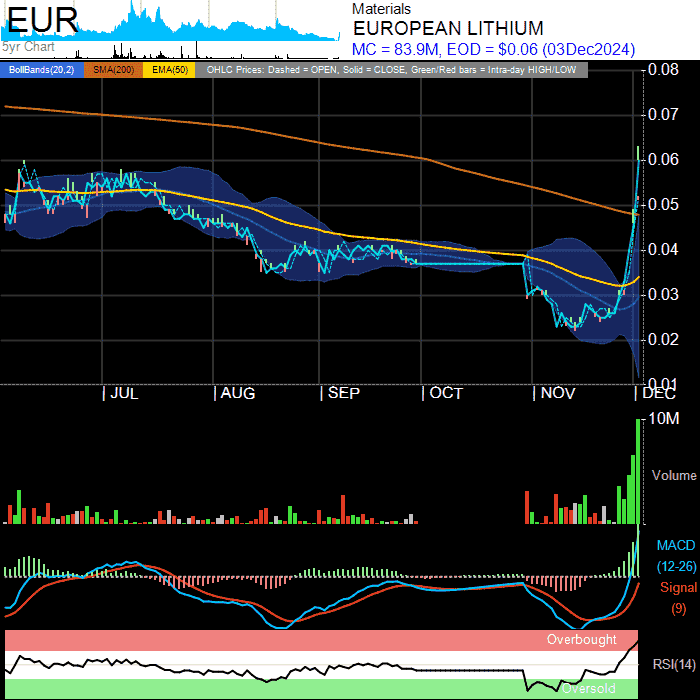 EUR
5yr Chart
Materials
EUROPEAN LITHIUM
MC = 83.9M, EOD = $0.06 (03Dec2024)
BollBands(20,2) SMA(200) EMA(50) OHLC Prices: Dashed = OPEN, Solid = CLOSE, Green/Red bars = Intra-day HIGH/LOW
0.08
0.07
0.06
0.05
0.04
0.03
0.02
0.01
JUL AUG SEP OCT NOV DEC
10M
Volume
MACD
(12-26)
Signal
(9)
Overbought
RSI(14)
Oversold